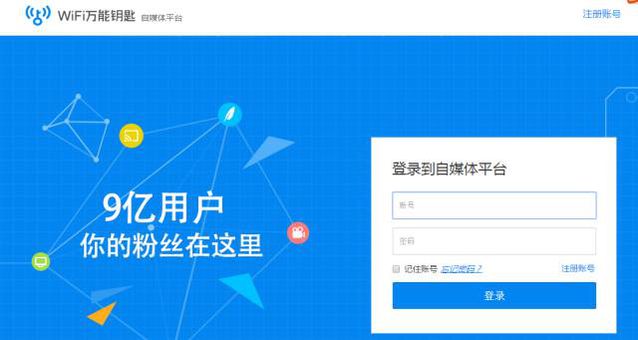 WiFi万能钥匙 自媒体平台
注册账号
登录到自媒体平台
账号
9亿用户
你的粉丝在这里
密码
记住账号 忘记密码？ 注册账号
登录